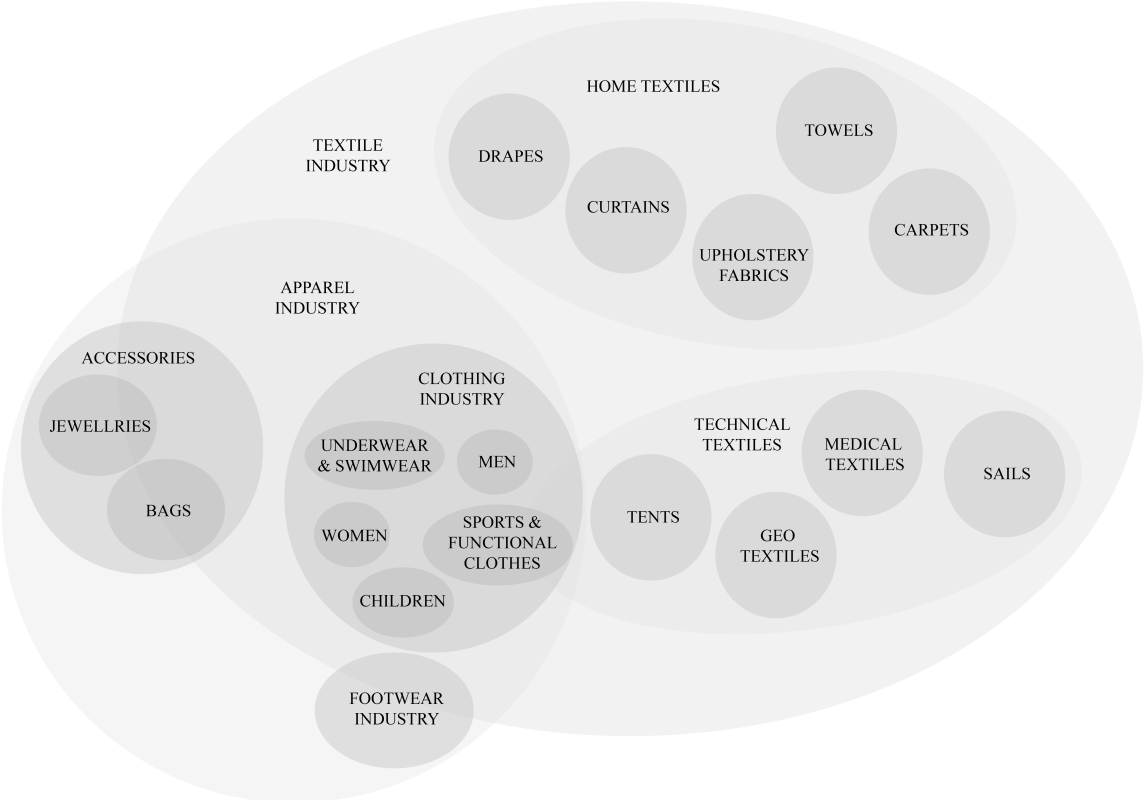 HOME TEXTILES
TOWELS
TEXTILE
INDUSTRY
DRAPES
CURTAINS
CARPETS
UPHOLSTERY
FABRICS
APPAREL
INDUSTRY
ACCESSORIES
JEWELLRIES
BAGS
CLOTHING
INDUSTRY
UNDERWEAR
& SWIMWEAR
MEN
WOMEN
SPORTS &
FUNCTIONAL
CLOTHES
CHILDREN
FOOTWEAR
INDUSTRY
TECHNICAL
TEXTILES
MEDICAL
TEXTILES
SAILS
TENTS
GEO
TEXTILES